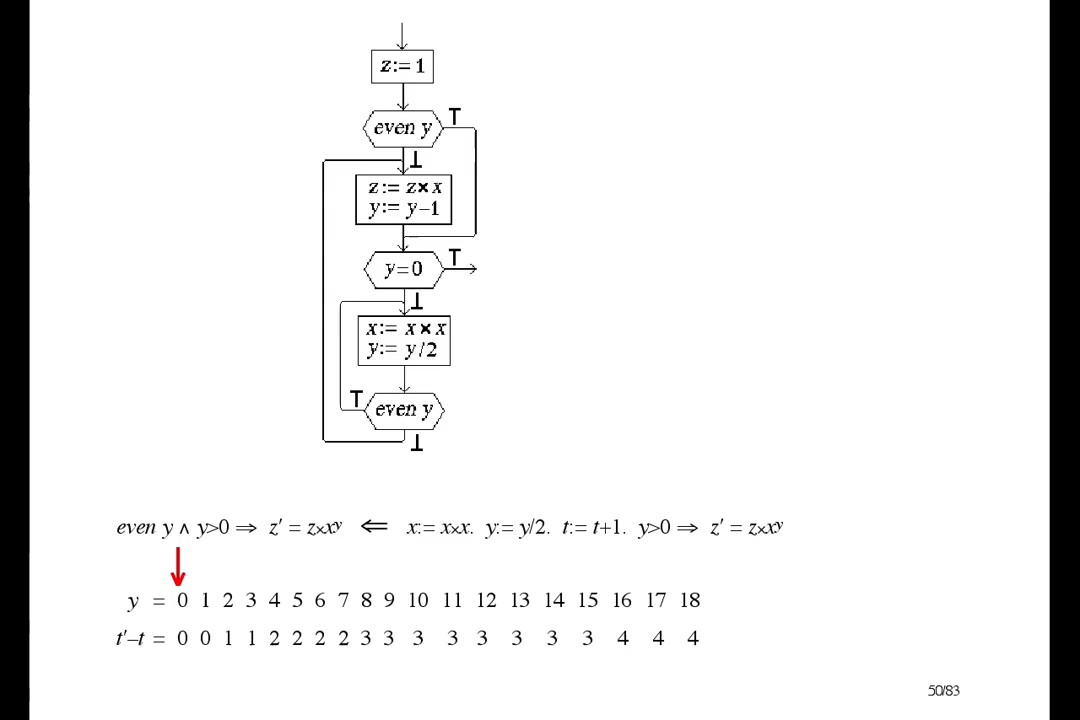 z:= 1
even y ⊤
⊥
z:= z×x
y:= y–1
y=0 ⊤
⊥
x:= x×x
y:= y/2
⊤ even y
⊥
even y ∧ y>0 ⇒ z′ = z×xʸ ⇐ x:= x×x. y:= y/2. t:= t+1. y>0 ⇒ z′ = z×xʸ
y = 0 1 2 3 4 5 6 7 8 9 10 11 12 13 14 15 16 17 18
t′–t = 0 0 1 1 2 2 2 2 3 3 3 3 3 3 3 3 4 4 4
50/83